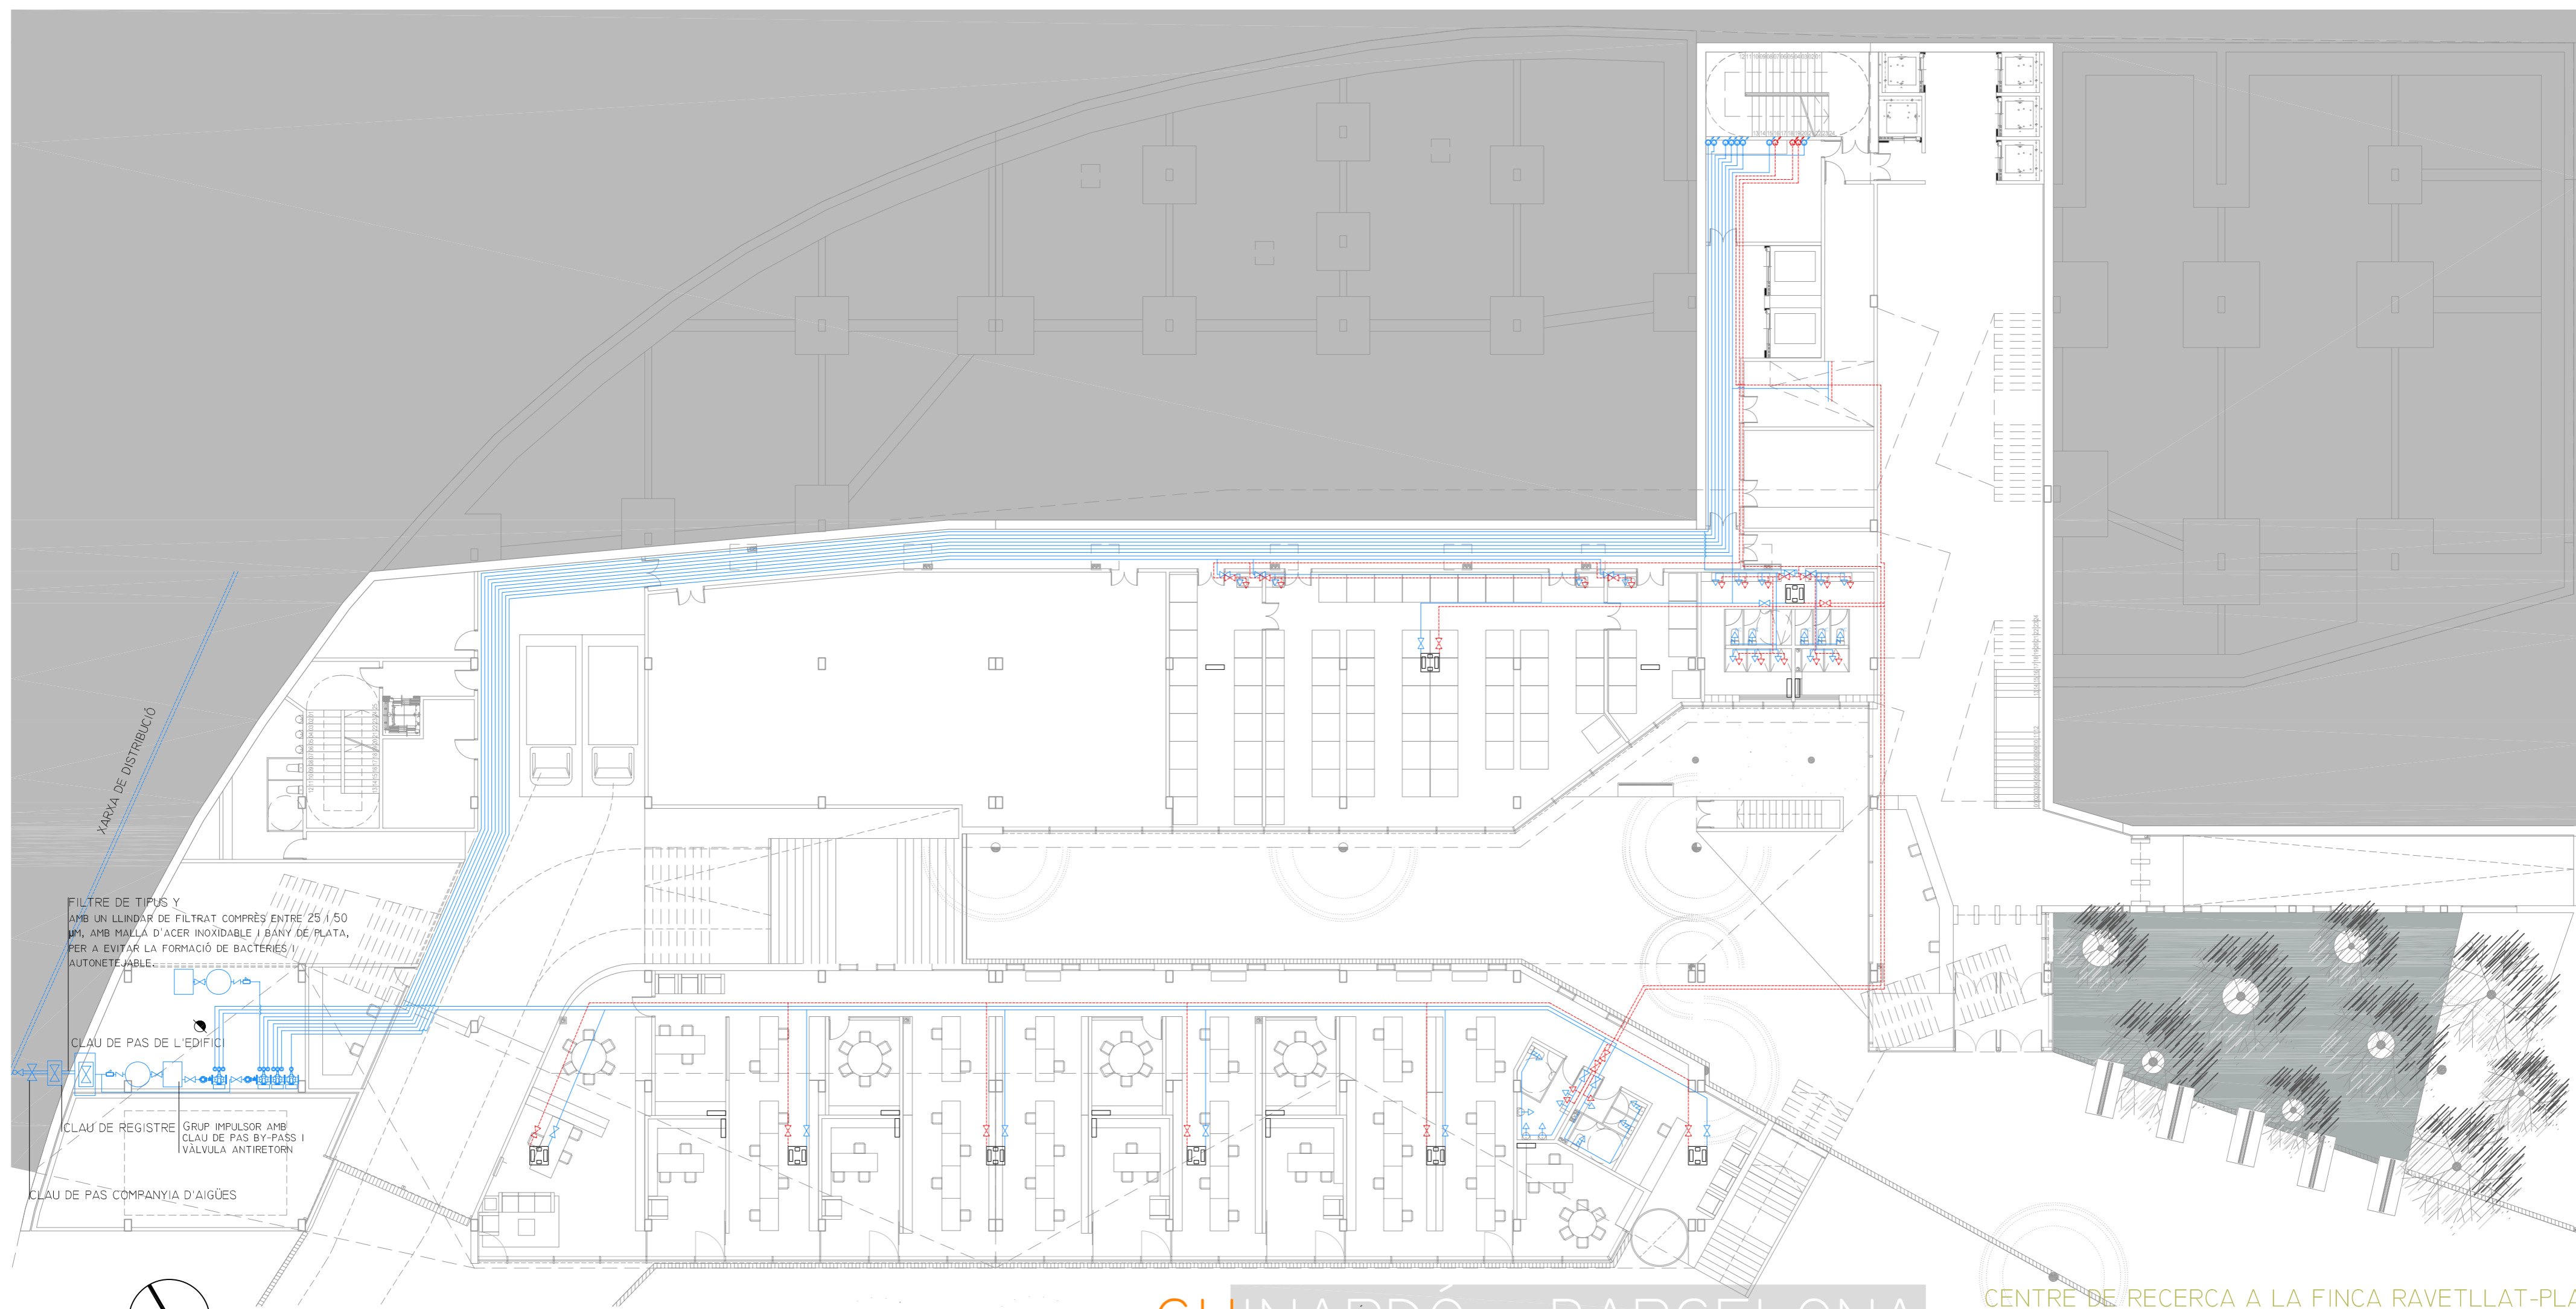 XARXA DE DISTRIBUCIÓ
FILTRE DE TIPUS Y
AMB UN LLINDAR DE FILTRAT COMPRÈS ENTRE 25 I 50
µM, AMB MALLA D'ACER INOXIDABLE I BANY DE PLATA,
PER A EVITAR LA FORMACIÓ DE BACTERIES I
AUTONETEJABLE.
CLAU DE PAS DE L'EDIFICI
CLAU DE REGISTRE
GRUP IMPULSOR AMB
CLAU DE PAS BY-PASS I
VÀLVULA ANTIRETORN
CLAU DE PAS COMPANYIA D'AIGÜES
GUINARDÓ BARCELONA
CENTRE DE RECERCA A LA FINCA RAVETLLAT-PLA